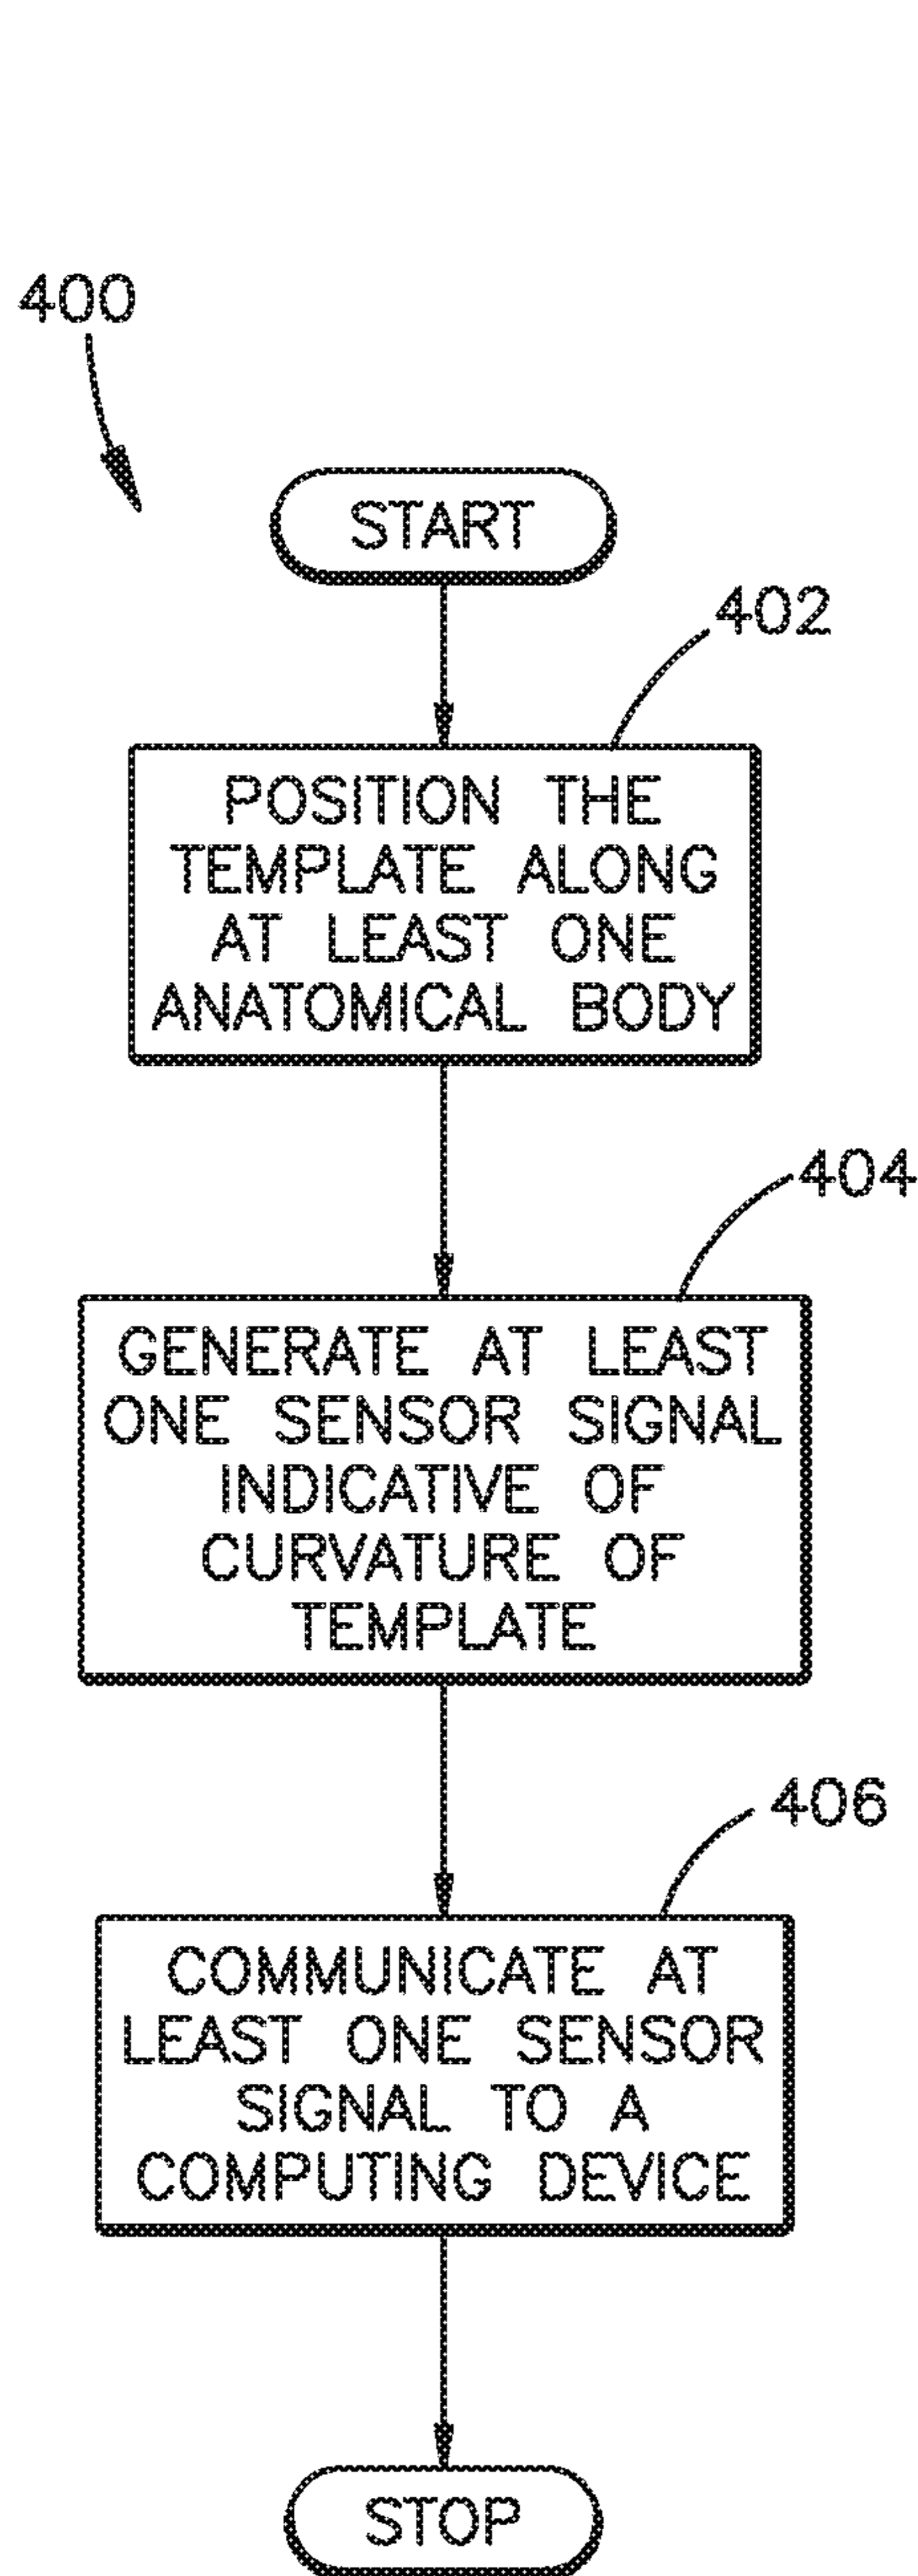 400
START
402
POSITION THE
TEMPLATE ALONG
AT LEAST ONE
ANATOMICAL BODY
404
GENERATE AT LEAST
ONE SENSOR SIGNAL
INDICATIVE OF
CURVATURE OF
TEMPLATE
406
COMMUNICATE AT
LEAST ONE SENSOR
SIGNAL TO A
COMPUTING DEVICE
STOP